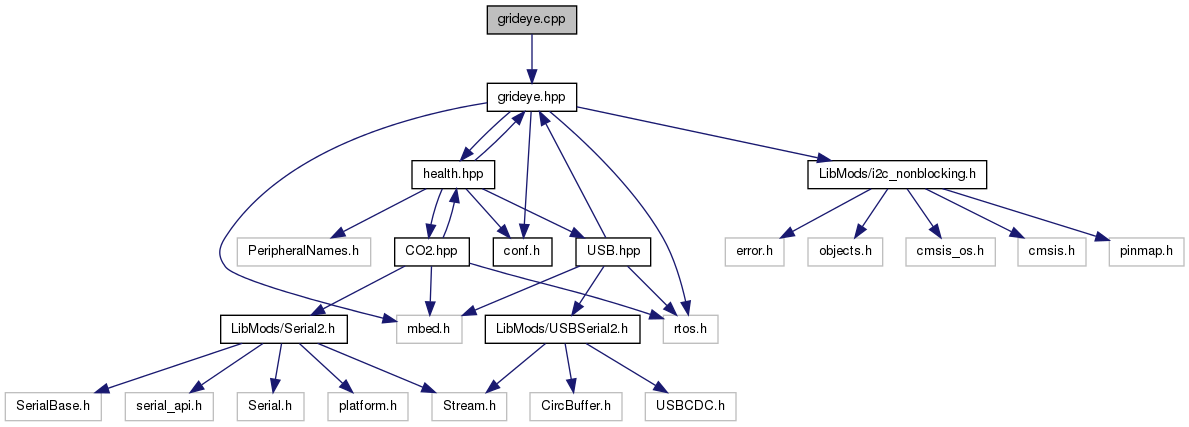 grideye.cpp
grideye.hpp
health.hpp
LibMods/i2c_nonblocking.h
PeripheralNames.h
CO2.hpp
conf.h
USB.hpp
error.h
objects.h
cmsis_os.h
cmsis.h
pinmap.h
LibMods/Serial2.h
mbed.h
LibMods/USBSerial2.h
rtos.h
SerialBase.h
serial_api.h
Serial.h
platform.h
Stream.h
CircBuffer.h
USBCDC.h